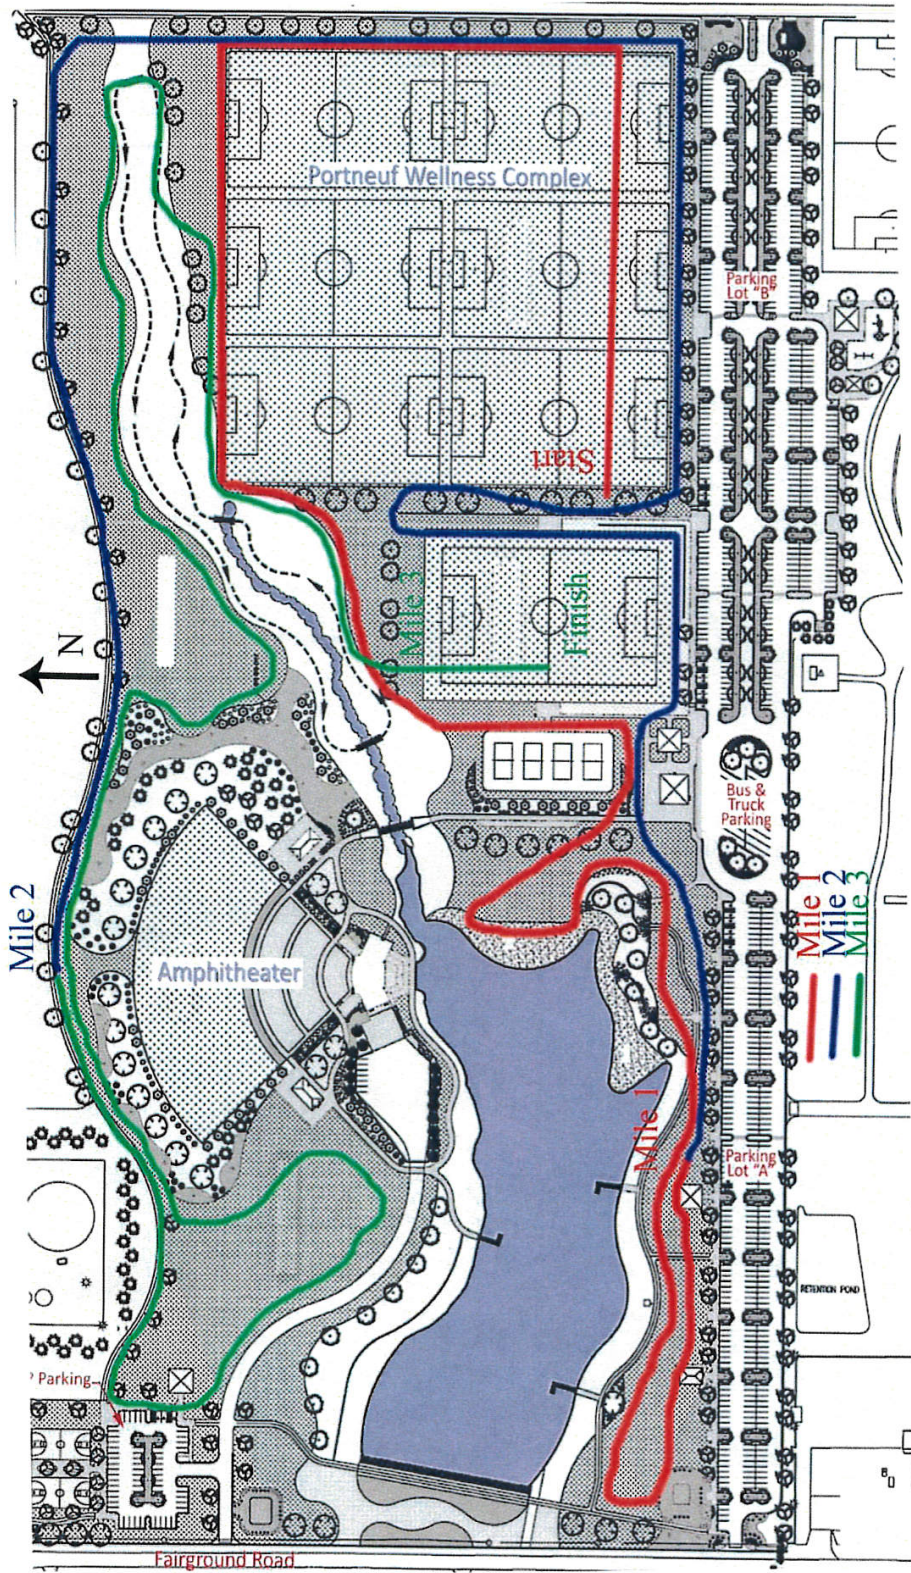 Portneuf Wellness Complex
Parking
Lot "B"
Start
N
Mile 3
Finish
Bus &
Truck
Parking
Mile 2
Amphitheater
Mile 1
Mile 2
Mile 3
Mile 1
Parking
Lot "A"
RETENTION POND
Parking
Fairground Road